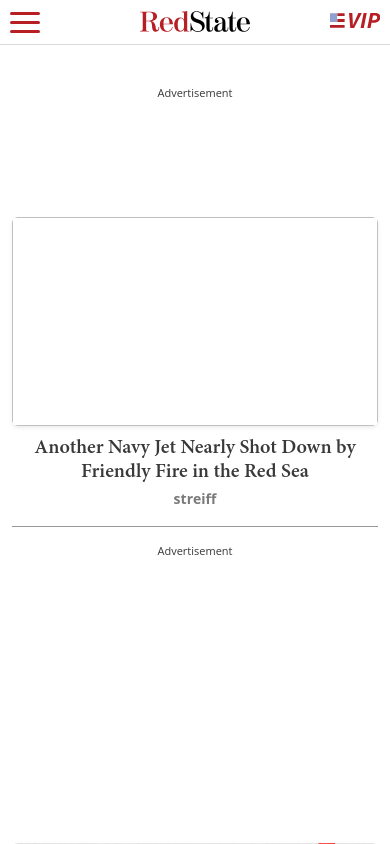 RedState
VIP
Advertisement
Another Navy Jet Nearly Shot Down by
Friendly Fire in the Red Sea
streiff
Advertisement